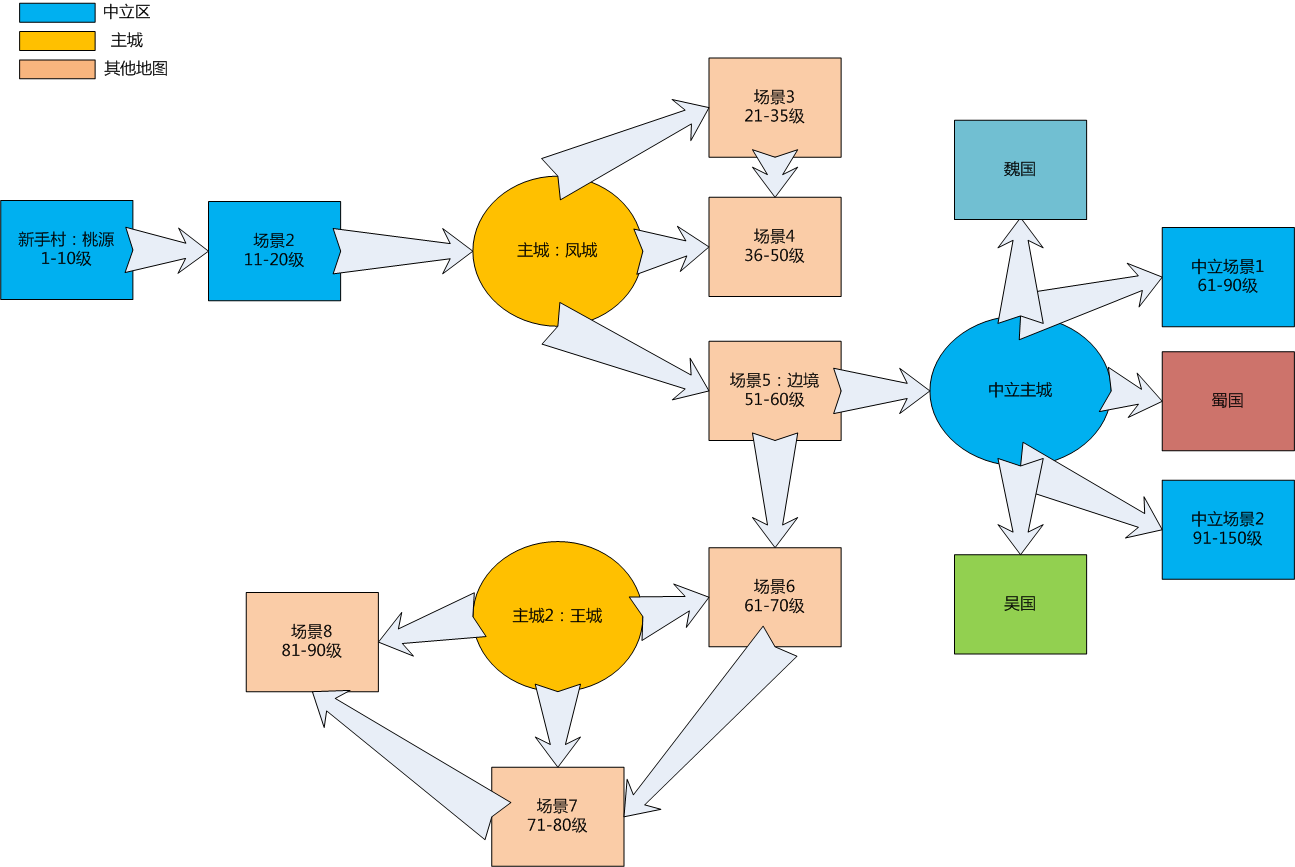 中立区
主城
其他地图
场景3
21-35级
魏国
新手村：桃源
1-10级
场景2
11-20级
主城：凤城
场景4
36-50级
中立场景1
61-90级
场景5：边境
51-60级
中立主城
蜀国
中立场景2
91-150级
场景6
61-70级
吴国
主城2：王城
场景8
81-90级
场景7
71-80级